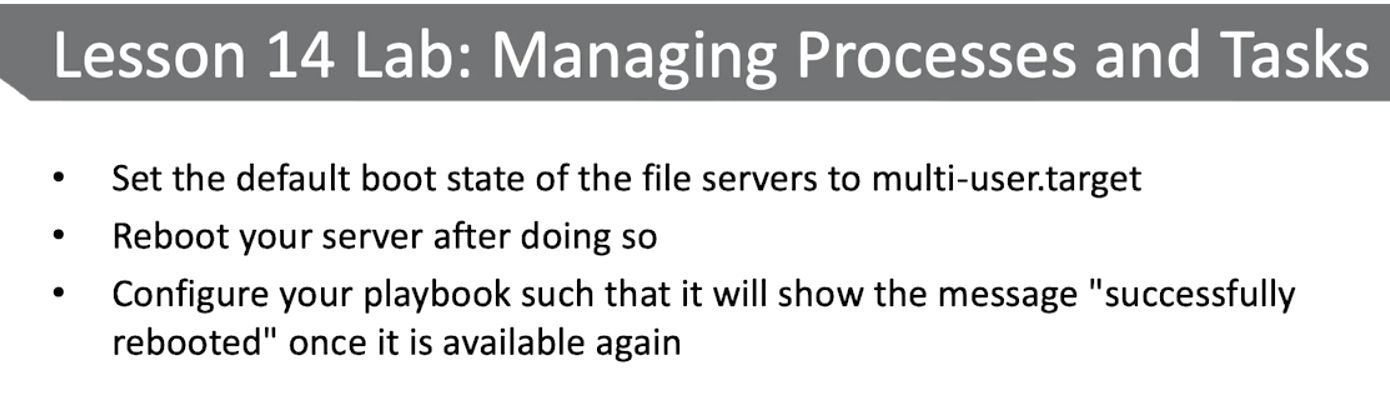 Lesson 14 Lab: Managing Processes and Tasks
• Set the default boot state of the file servers to multi-user.target
• Reboot your server after doing so
• Configure your playbook such that it will show the message "successfully
rebooted" once it is available again